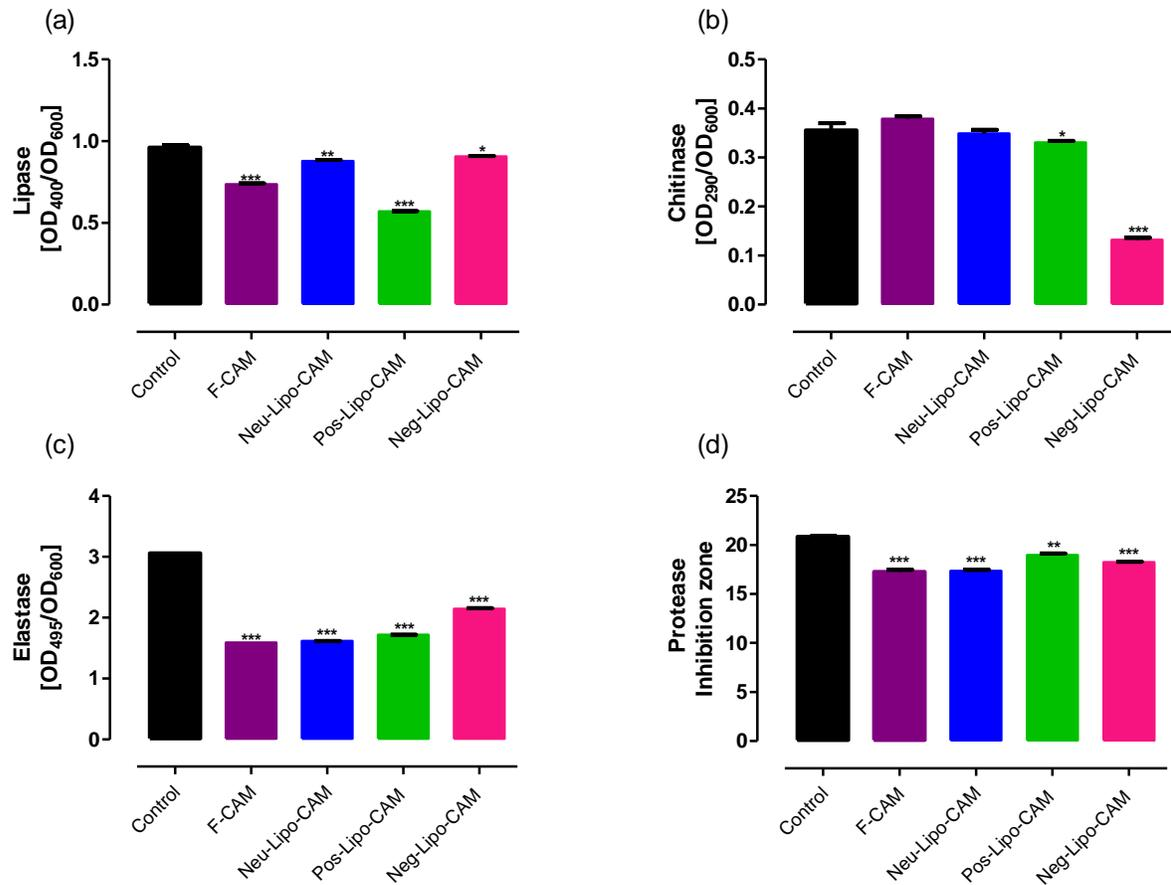 (a)
Lipase
[OD400/OD600]
1.5
1.0
0.5
0.0
***
**
***
*
Control
F-CAM
Neu-Lipo-CAM
Pos-Lipo-CAM
Neg-Lipo-CAM
(b)
Chitinase
[OD290/OD600]
0.5
0.4
0.3
0.2
0.1
0.0
*
***
Control
F-CAM
Neu-Lipo-CAM
Pos-Lipo-CAM
Neg-Lipo-CAM
(c)
Elastase
[OD495/OD600]
4
3
2
1
0
***
***
***
***
Control
F-CAM
Neu-Lipo-CAM
Pos-Lipo-CAM
Neg-Lipo-CAM
(d)
Protease
Inhibition zone
25
20
15
10
5
0
***
***
**
***
Control
F-CAM
Neu-Lipo-CAM
Pos-Lipo-CAM
Neg-Lipo-CAM